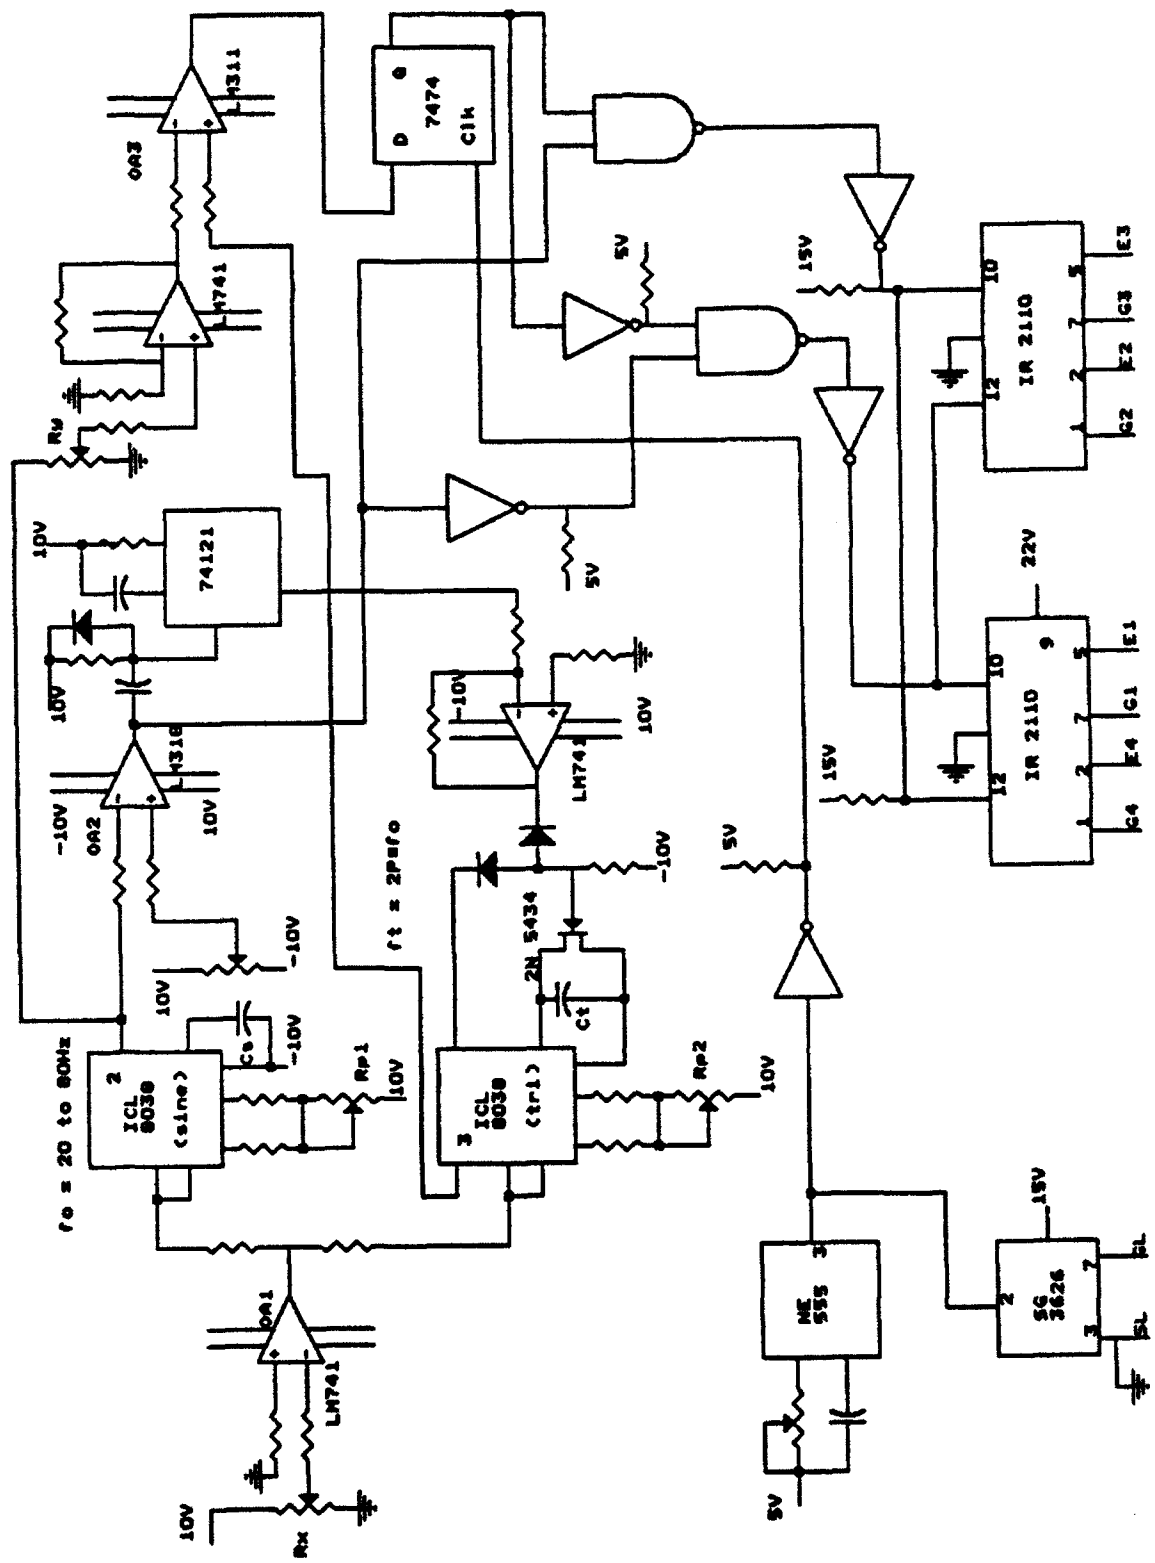 LM311
OA3
D
Q
7474
Clk
LM741
Rw
10V
74121
10V
LM318
-10V
OA2
10V
10V
-10V
fo = 20 to 80Hz
2
ICL
8038
(sine)
Cs
-10V
Rp1
10V
OA1
LM741
10V
Rx
ft = 2P*fo
3
ICL
8038
(tri)
Rp2
10V
2N 5434
Ct
-10V
LM741
-10V
10V
5V
5V
5V
15V
10
12
IR 2110
5
7
2
1
E3
G3
E2
G2
22V
15V
10
9
12
IR 2110
5
7
2
1
E1
G1
E4
G4
NE
555
3
5V
15V
2
SG
3626
7
3
GL
SL